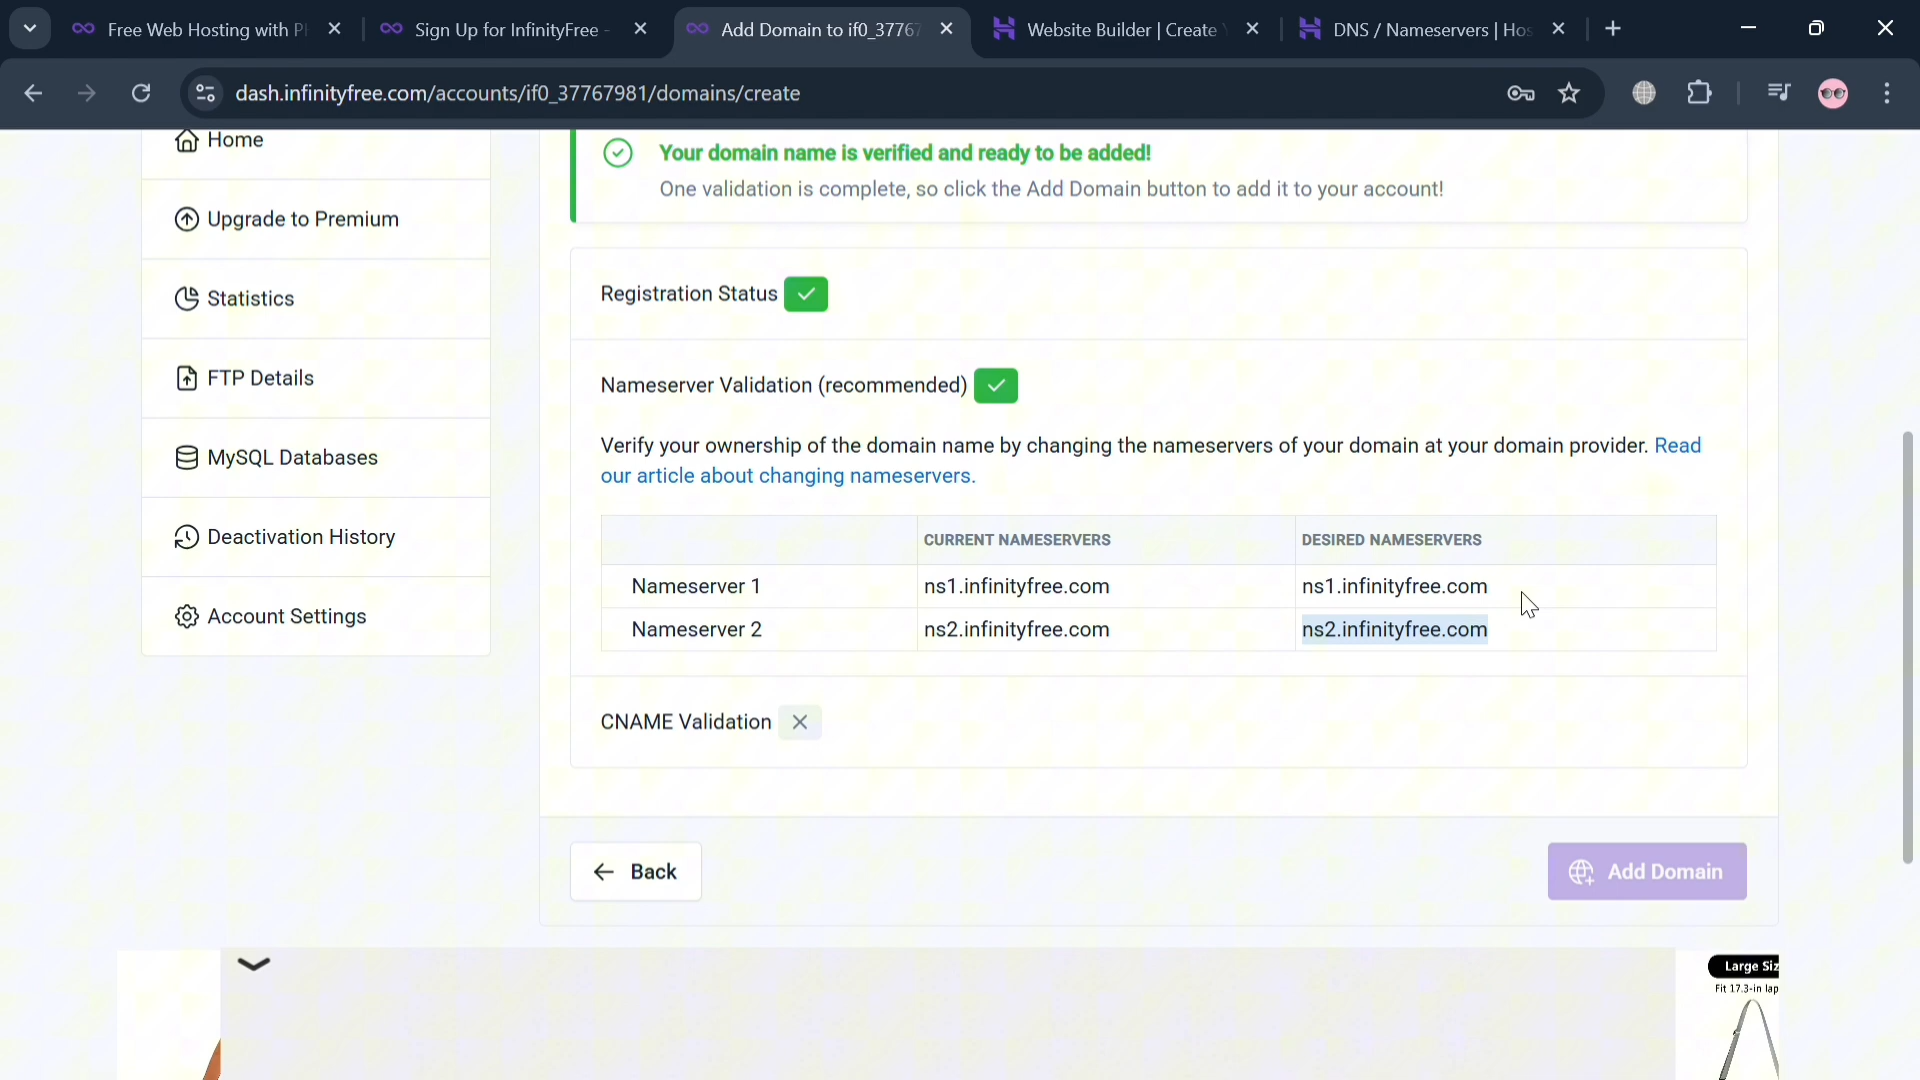 Free Web Hosting with P
Sign Up for InfinityFree -
Add Domain to if0_3776
Website Builder | Create
DNS / Nameservers | Hos
dash.infinityfree.com/accounts/if0_37767981/domains/create
Home
Upgrade to Premium
Statistics
FTP Details
MySQL Databases
Deactivation History
Account Settings
Your domain name is verified and ready to be added!
One validation is complete, so click the Add Domain button to add it to your account!
Registration Status
Nameserver Validation (recommended)
Verify your ownership of the domain name by changing the nameservers of your domain at your domain provider. Read
our article about changing nameservers.
CURRENT NAMESERVERS DESIRED NAMESERVERS
Nameserver 1 ns1.infinityfree.com ns1.infinityfree.com
Nameserver 2 ns2.infinityfree.com ns2.infinityfree.com
CNAME Validation
Back
Add Domain
Large Siz
Fit 17.3-in lap